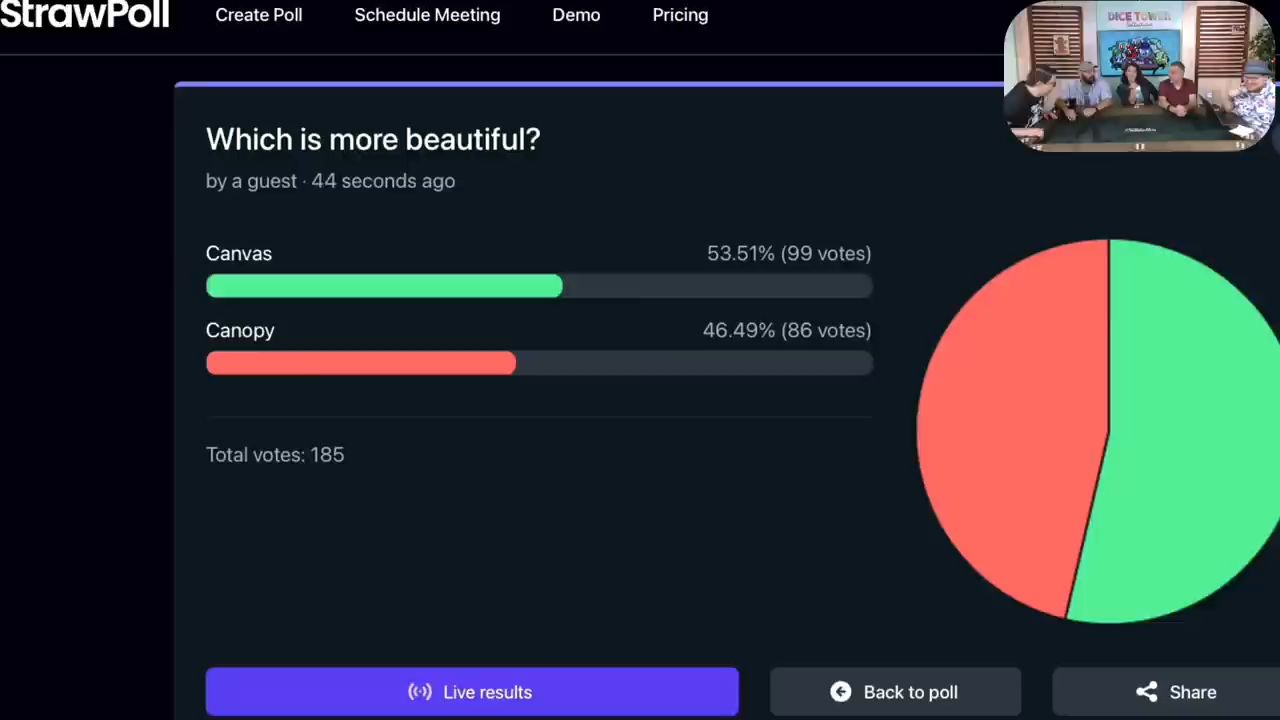 StrawPoll
Create Poll
Schedule Meeting
Demo
Pricing
DICE TOWER
Which is more beautiful?
by a guest · 44 seconds ago
Canvas
53.51% (99 votes)
Canopy
46.49% (86 votes)
Total votes: 185
Live results
Back to poll
Share